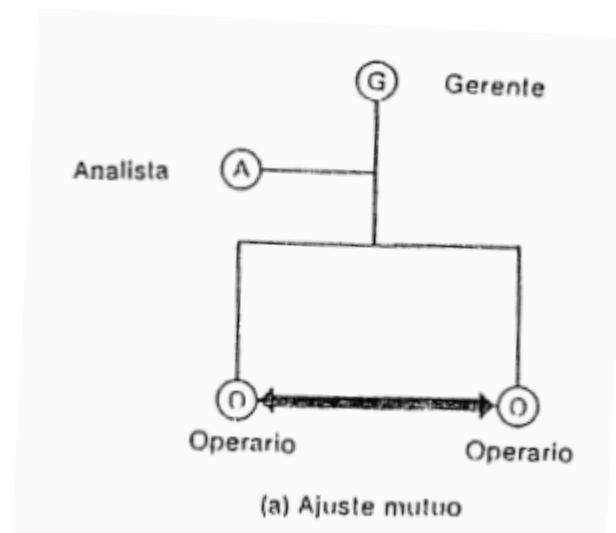 G Gerente
Analista A
O O
Operario Operario
(a) Ajuste mutuo